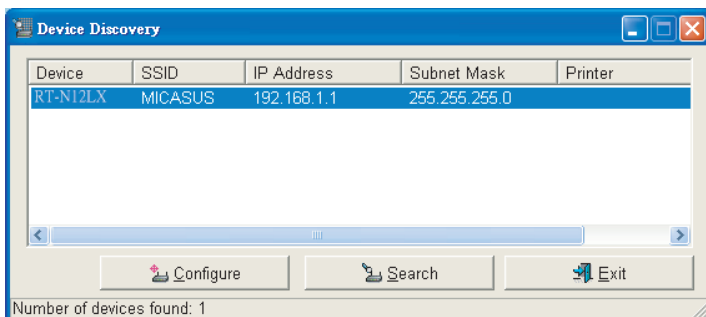 Device Discovery
Device SSID IP Address Subnet Mask Printer
RT-N12LX MICASUS 192.168.1.1 255.255.255.0
Configure Search Exit
Number of devices found: 1